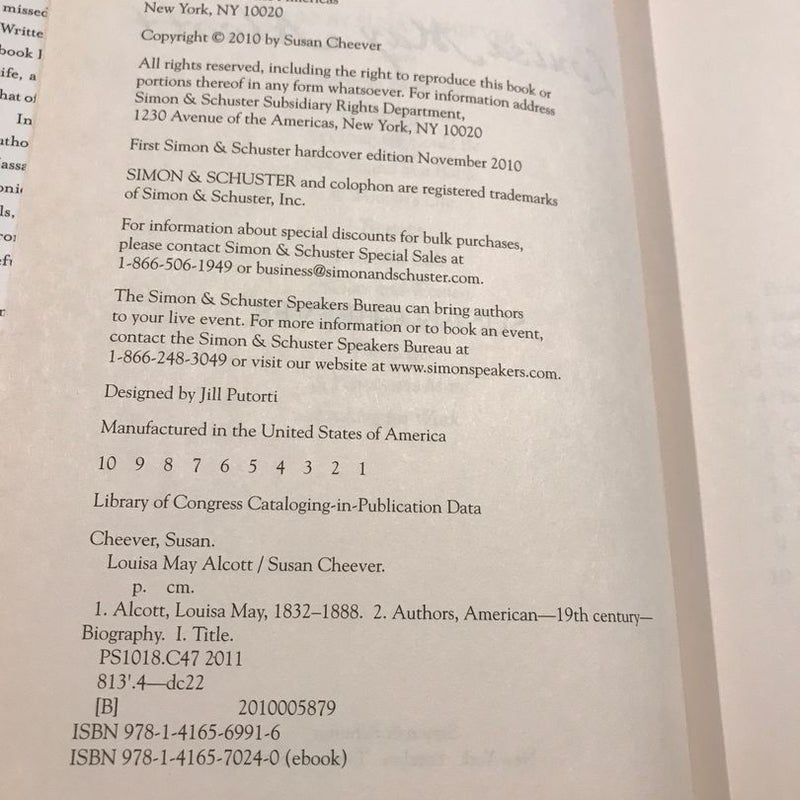 New York, NY 10020
Copyright © 2010 by Susan Cheever
All rights reserved, including the right to reproduce this book or
portions thereof in any form whatsoever. For information address
Simon & Schuster Subsidiary Rights Department,
1230 Avenue of the Americas, New York, NY 10020
First Simon & Schuster hardcover edition November 2010
SIMON & SCHUSTER and colophon are registered trademarks
of Simon & Schuster, Inc.
For information about special discounts for bulk purchases,
please contact Simon & Schuster Special Sales at
1-866-506-1949 or business@simonandschuster.com.
The Simon & Schuster Speakers Bureau can bring authors
to your live event. For more information or to book an event,
contact the Simon & Schuster Speakers Bureau at
1-866-248-3049 or visit our website at www.simonspeakers.com.
Designed by Jill Putorti
Manufactured in the United States of America
10 9 8 7 6 5 4 3 2 1
Library of Congress Cataloging-in-Publication Data
Cheever, Susan.
Louisa May Alcott / Susan Cheever.
p. cm.
1. Alcott, Louisa May, 1832–1888. 2. Authors, American—19th century—
Biography. I. Title.
PS1018.C47 2011
813'.4—dc22
[B] 2010005879
ISBN 978-1-4165-6991-6
ISBN 978-1-4165-7024-0 (ebook)
missed
book
In